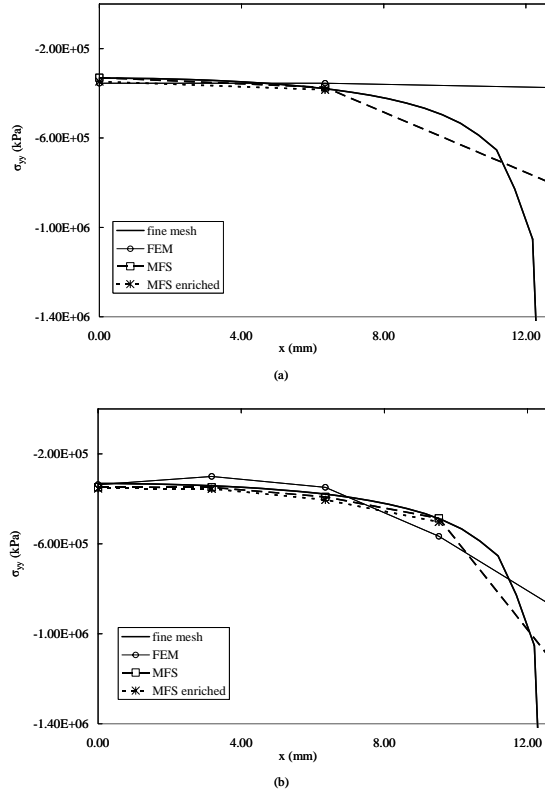 -2.00E+05
-6.00E+05
-1.00E+06
-1.40E+06
σyy (kPa)
fine mesh
FEM
MFS
MFS enriched
0.00 4.00 8.00 12.00
x (mm)
(a)
-2.00E+05
-6.00E+05
-1.00E+06
-1.40E+06
σyy (kPa)
fine mesh
FEM
MFS
MFS enriched
0.00 4.00 8.00 12.00
x (mm)
(b)